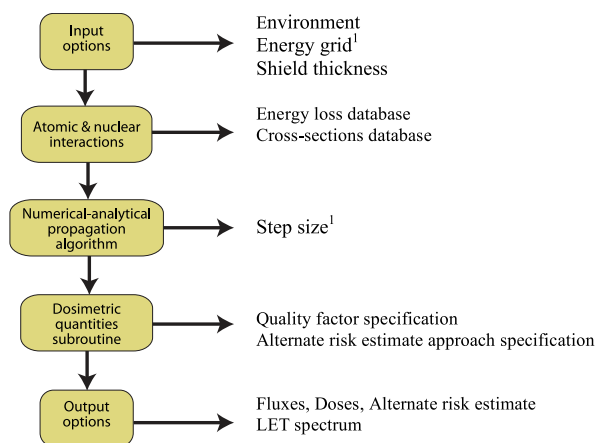 Input
options
Environment
Energy grid¹
Shield thickness
Atomic & nuclear
interactions
Energy loss database
Cross-sections database
Numerical-analytical
propagation
algorithm
Step size¹
Dosimetric
quantities
subroutine
Quality factor specification
Alternate risk estimate approach specification
Output
options
Fluxes, Doses, Alternate risk estimate
LET spectrum